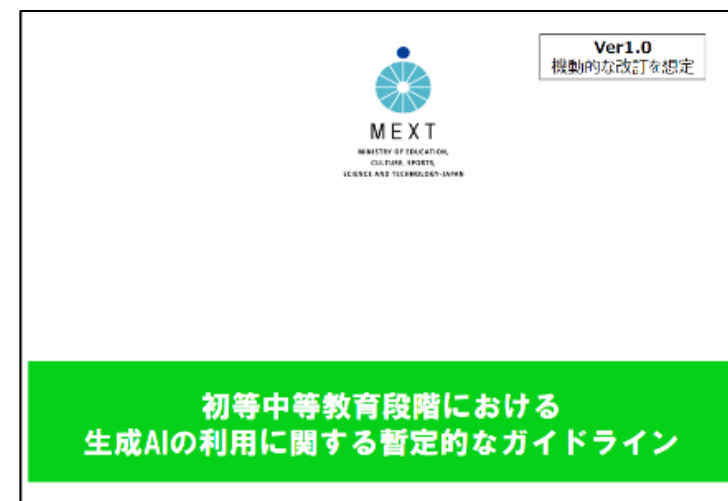 Ver1.0
機動的な改訂を想定
MEXT
MINISTRY OF EDUCATION,
CULTURE, SPORTS,
SCIENCE AND TECHNOLOGY-JAPAN
初等中等教育段階における
生成AIの利用に関する暫定的なガイドライン